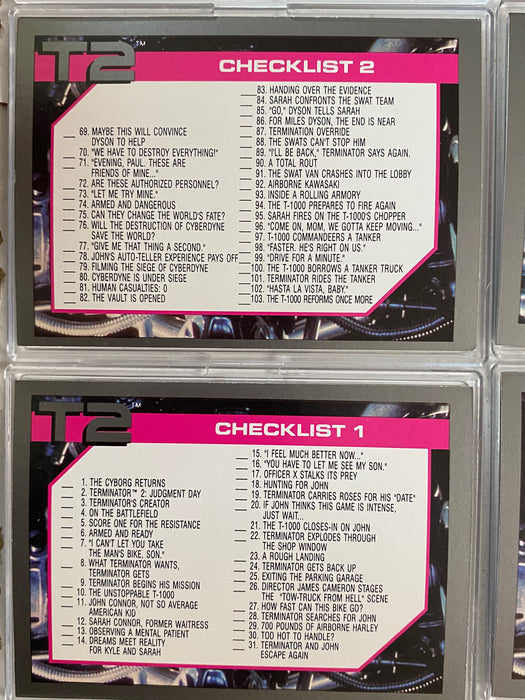 T2™
CHECKLIST 2
69. MAYBE THIS WILL CONVINCE
DYSON TO HELP
70. "WE HAVE TO DESTROY EVERYTHING!"
71. "EVENING, PAUL. THESE ARE
FRIENDS OF MINE..."
72. ARE THESE AUTHORIZED PERSONNEL?
73. "LET ME TRY MINE."
74. ARMED AND DANGEROUS
75. CAN THEY CHANGE THE WORLD'S FATE?
76. WILL THE DESTRUCTION OF CYBERDYNE
SAVE THE WORLD?
77. "GIVE ME THAT THING A SECOND."
78. JOHN'S AUTO-TELLER EXPERIENCE PAYS OFF
79. FILMING THE SIEGE OF CYBERDYNE
80. CYBERDYNE IS UNDER SIEGE
81. HUMAN CASUALTIES: 0
82. THE VAULT IS OPENED
83. HANDING OVER THE EVIDENCE
84. SARAH CONFRONTS THE SWAT TEAM
85. "GO," DYSON TELLS SARAH
86. FOR MILES DYSON, THE END IS NEAR
87. TERMINATION OVERRIDE
88. THE SWATS CAN'T STOP HIM
89. "I'LL BE BACK," TERMINATOR SAYS AGAIN.
90. A TOTAL ROUT
91. THE SWAT VAN CRASHES INTO THE LOBBY
92. AIRBORNE KAWASAKI
93. INSIDE A ROLLING ARMORY
94. THE T-1000 PREPARES TO FIRE AGAIN
95. SARAH FIRES ON THE T-1000'S CHOPPER
96. "COME ON, MOM, WE GOTTA KEEP MOVING..."
97. T-1000 COMMANDEERS A TANKER
98. "FASTER. HE'S RIGHT ON US."
99. "DRIVE FOR A MINUTE."
100. THE T-1000 BORROWS A TANKER TRUCK
101. TERMINATOR RIDES THE TANKER
102. "HASTA LA VISTA, BABY."
103. THE T-1000 REFORMS ONCE MORE
T2™
CHECKLIST 1
1. THE CYBORG RETURNS
2. TERMINATOR™ 2: JUDGMENT DAY
3. TERMINATOR'S CREATOR
4. ON THE BATTLEFIELD
5. SCORE ONE FOR THE RESISTANCE
6. ARMED AND READY
7. "I CAN'T LET YOU TAKE
THE MAN'S BIKE, SON."
8. WHAT TERMINATOR WANTS,
TERMINATOR GETS
9. TERMINATOR BEGINS HIS MISSION
10. THE UNSTOPPABLE T-1000
11. JOHN CONNOR, NOT SO AVERAGE
AMERICAN KID
12. SARAH CONNOR, FORMER WAITRESS
13. OBSERVING A MENTAL PATIENT
14. DREAMS MEET REALITY
FOR KYLE AND SARAH
15. "I FEEL MUCH BETTER NOW..."
16. "YOU HAVE TO LET ME SEE MY SON."
17. OFFICER X STALKS ITS PREY
18. HUNTING FOR JOHN
19. TERMINATOR CARRIES ROSES FOR HIS "DATE"
20. IF JOHN THINKS THIS GAME IS INTENSE,
JUST WAIT...
21. THE T-1000 CLOSES-IN ON JOHN
22. TERMINATOR EXPLODES THROUGH
THE SHOP WINDOW
23. A ROUGH LANDING
24. TERMINATOR GETS BACK UP
25. EXITING THE PARKING GARAGE
26. DIRECTOR JAMES CAMERON STAGES
THE "TOW-TRUCK FROM HELL" SCENE
27. HOW FAST CAN THIS BIKE GO?
28. TERMINATOR SEARCHES FOR JOHN
29. 700 POUNDS OF AIRBORNE HARLEY
30. TOO HOT TO HANDLE?
31. TERMINATOR AND JOHN
ESCAPE AGAIN